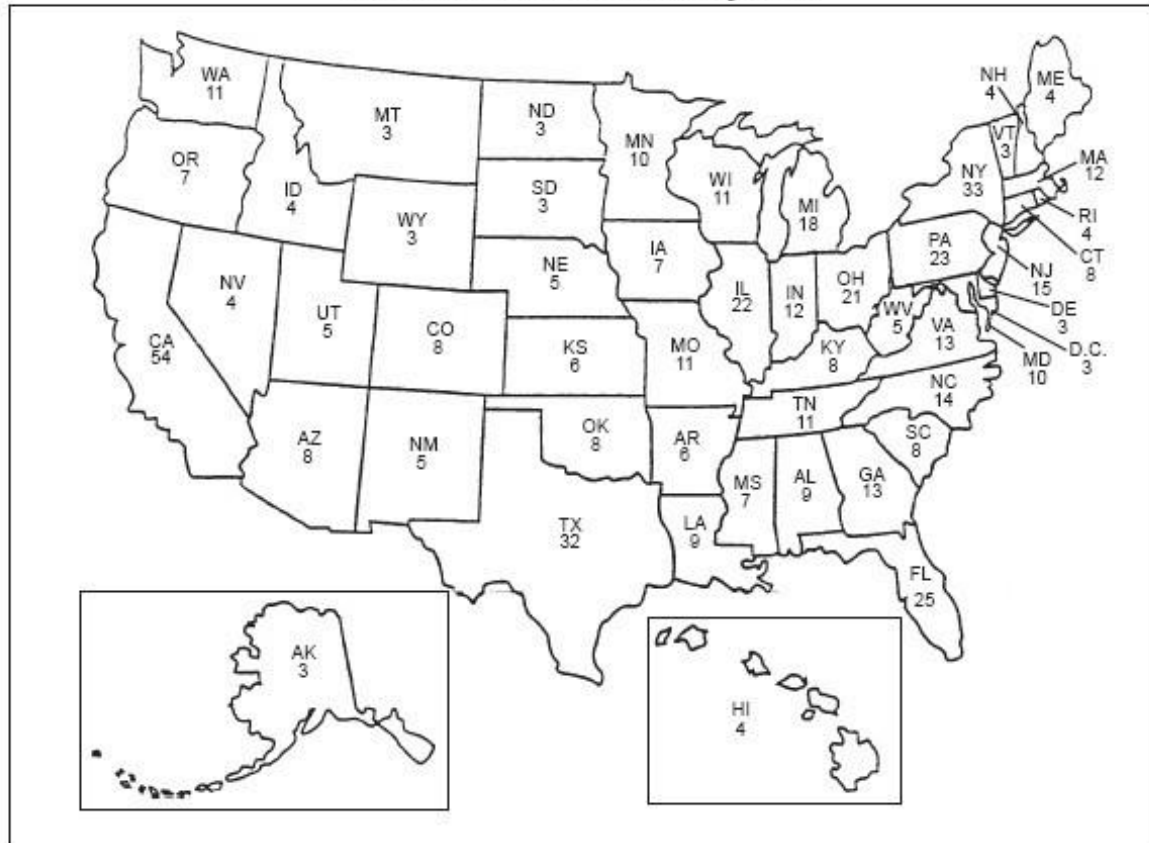 WA
11
MT
3
ND
3
MN
10
NH
4
ME
4
VT
3
OR
7
ID
4
SD
3
WI
11
MI
18
NY
33
MA
12
RI
4
WY
3
CT
8
IA
7
PA
23
NJ
15
NE
5
NV
4
IL
22
IN
12
OH
21
DE
3
UT
5
CO
8
WV
5
VA
13
D.C.
3
CA
54
KS
6
MO
11
KY
8
MD
10
NC
14
TN
11
AZ
8
NM
5
OK
8
AR
6
SC
8
MS
7
AL
9
GA
13
TX
32
LA
9
FL
25
AK
3
HI
4